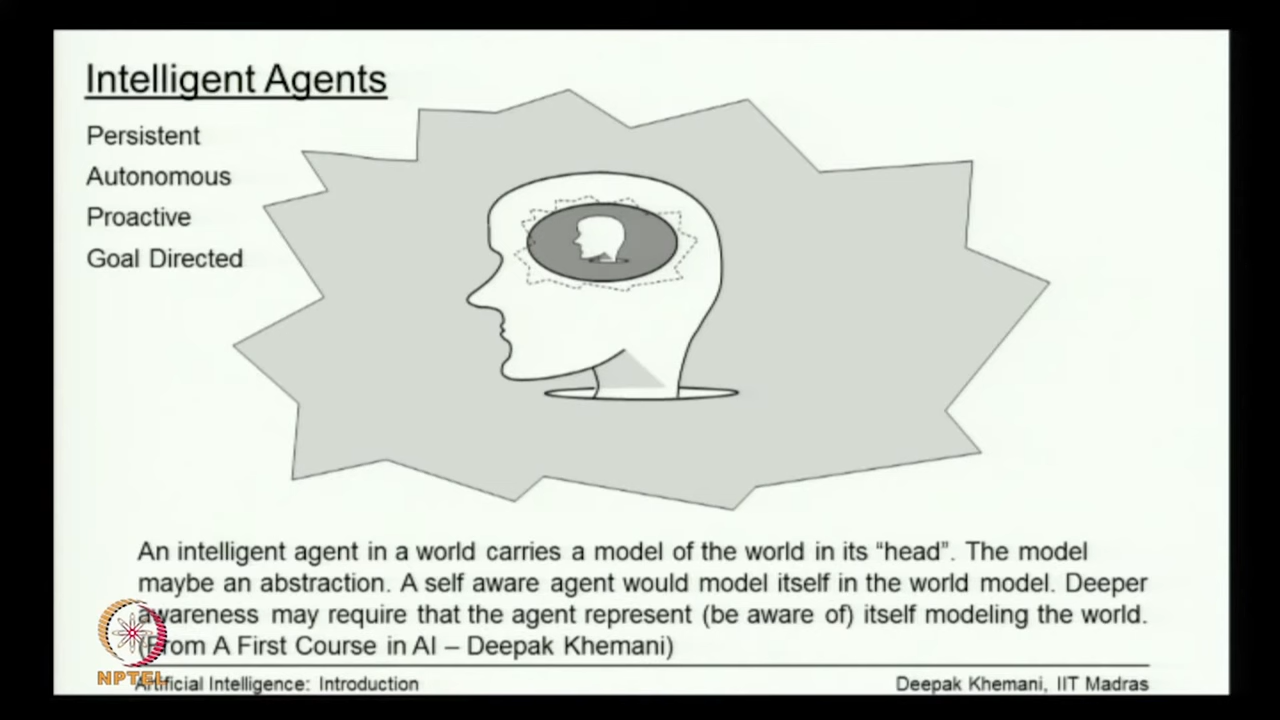 Intelligent Agents
Persistent
Autonomous
Proactive
Goal Directed
An intelligent agent in a world carries a model of the world in its “head”. The model
maybe an abstraction. A self aware agent would model itself in the world model. Deeper
awareness may require that the agent represent (be aware of) itself modeling the world.
(From A First Course in AI – Deepak Khemani)
NPTEL
Artificial Intelligence: Introduction
Deepak Khemani, IIT Madras